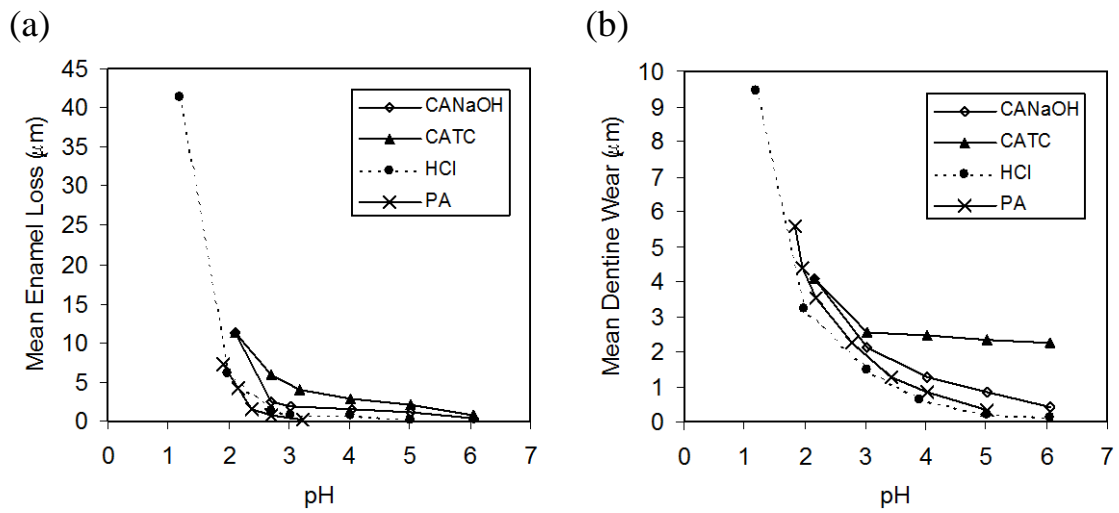 (a)
45
40
35
30
25
20
15
10
5
0
0 1 2 3 4 5 6 7
pH
Mean Enamel Loss (μm)
CANaOH
CATC
HCl
PA
(b)
10
9
8
7
6
5
4
3
2
1
0
0 1 2 3 4 5 6 7
pH
Mean Dentine Wear (μm)
CANaOH
CATC
HCl
PA